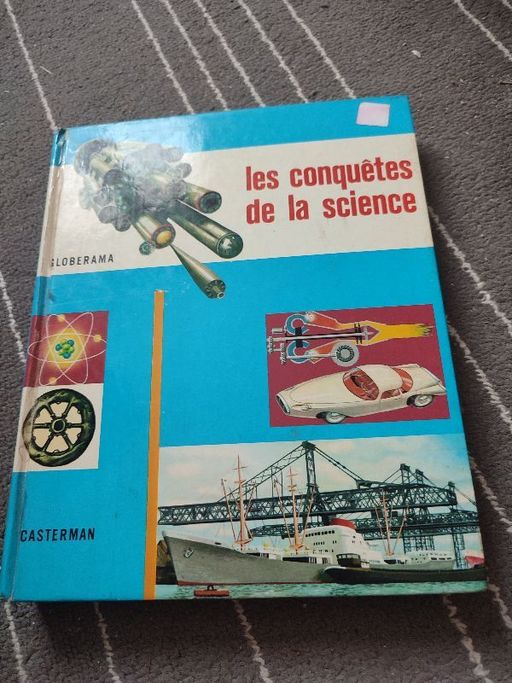 les conquêtes
de la science
GLOBERAMA
CASTERMAN